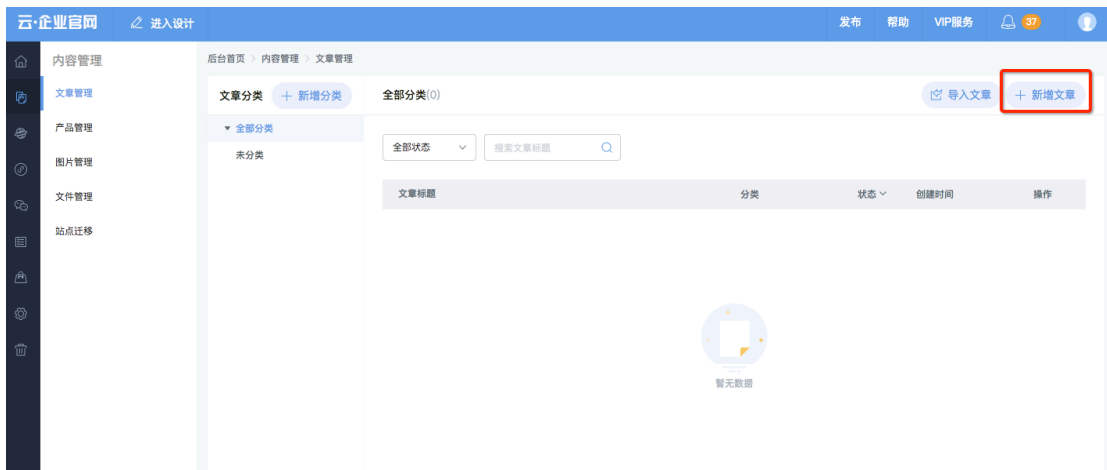 云·企业官网 进入设计 发布 帮助 VIP服务 37
内容管理
文章管理
产品管理
图片管理
文件管理
站点迁移
后台首页 > 内容管理 > 文章管理
文章分类 + 新增分类
全部分类
未分类
全部分类(0) 导入文章 + 新增文章
全部状态 搜索文章标题
文章标题 分类 状态 创建时间 操作
暂无数据